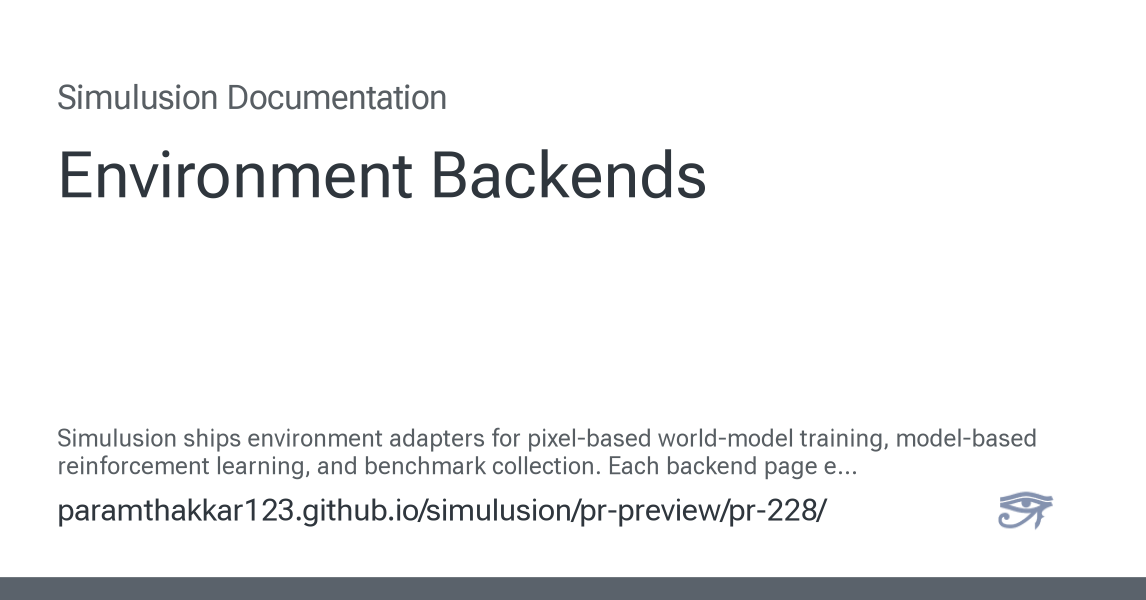 Simulusion Documentation
Environment Backends
Simulusion ships environment adapters for pixel-based world-model training, model-based
reinforcement learning, and benchmark collection. Each backend page e...
paramthakkar123.github.io/simulusion/pr-preview/pr-228/